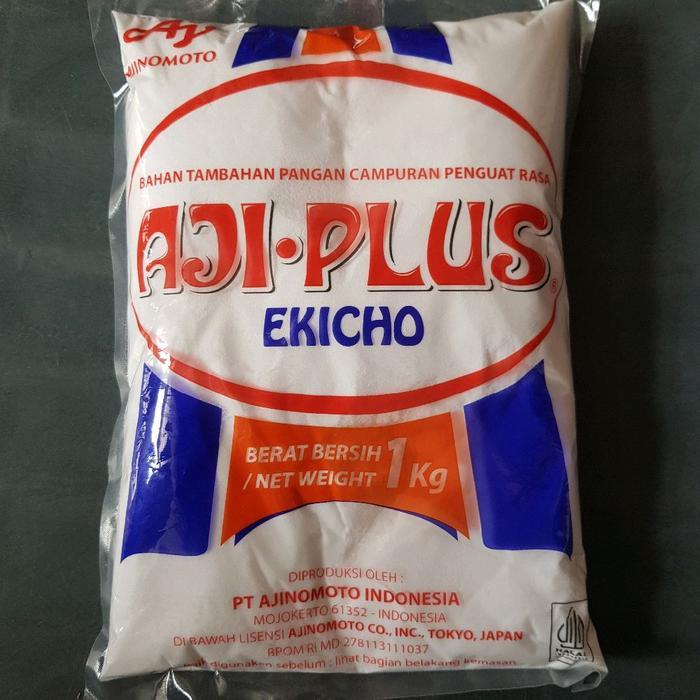 AJINOMOTO
BAHAN TAMBAHAN PANGAN CAMPURAN PENGUAT RASA
AJI·PLUS®
EKICHO
BERAT BERSIH
/ NET WEIGHT 1 Kg
DIPRODUKSI OLEH :
PT AJINOMOTO INDONESIA
MOJOKERTO 61352 - INDONESIA
DI BAWAH LISENSI AJINOMOTO CO., INC., TOKYO, JAPAN
BPOM RI MD 278113111037
digunakan sebelum : lihat bagian belakang kemasan
HALAL